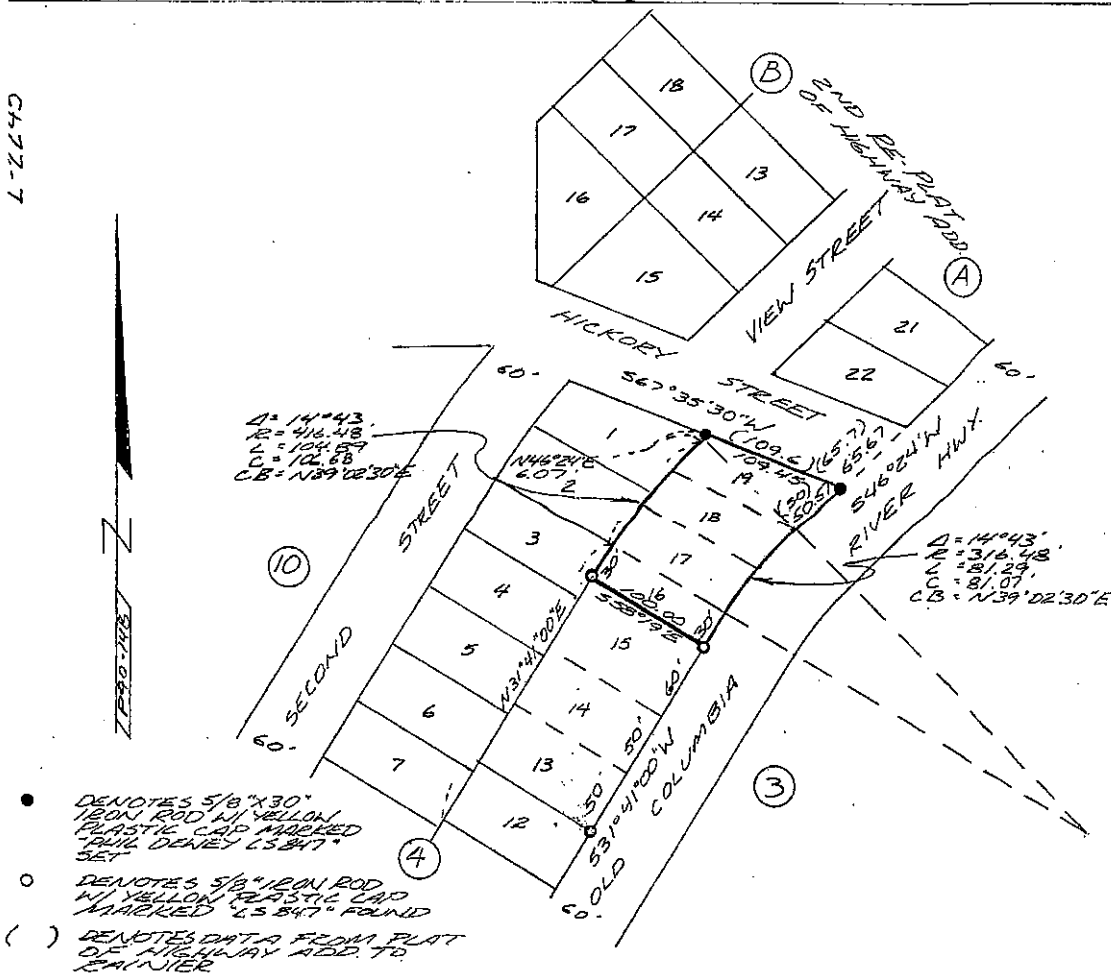 CH77-7
B
18
17
13
16
14
15
2ND RE-PLAT
OF HIGHWAY ADD.
A
21
22
VIEW STREET
HICKORY
STREET
60'
60'
S67°35'30"W
(109.6)
109.45
(65.7)
65.67
(50)
(50.5)
S46°24'W
RIVER HWY.
Δ= 14°43'
R= 416.48
L= 104.89
C= 106.68
CB= N39°02'30"E
N46°24'E
6.07'
1
2
3
4
5
6
7
10
SECOND
STREET
60'
19
18
17
16
15
14
13
12
30'
100.00
S58°19'E
30'
60'
50'
50'
N31°41'00"E
Δ= 14°43'
R= 316.48'
L= 81.29'
C= 81.07'
CB= N39°02'30"E
S31°41'00"W
OLD
COLUMBIA
60'
3
4
N
● DENOTES 5/8"X30"
IRON ROD W/ YELLOW
PLASTIC CAP MARKED
"PHIL DEWEY LS847"
SET
○ DENOTES 5/8" IRON ROD
W/ YELLOW PLASTIC CAP
MARKED "LS 847" FOUND
( ) DENOTES DATA FROM PLAT
OF HIGHWAY ADD. TO
RAINIER